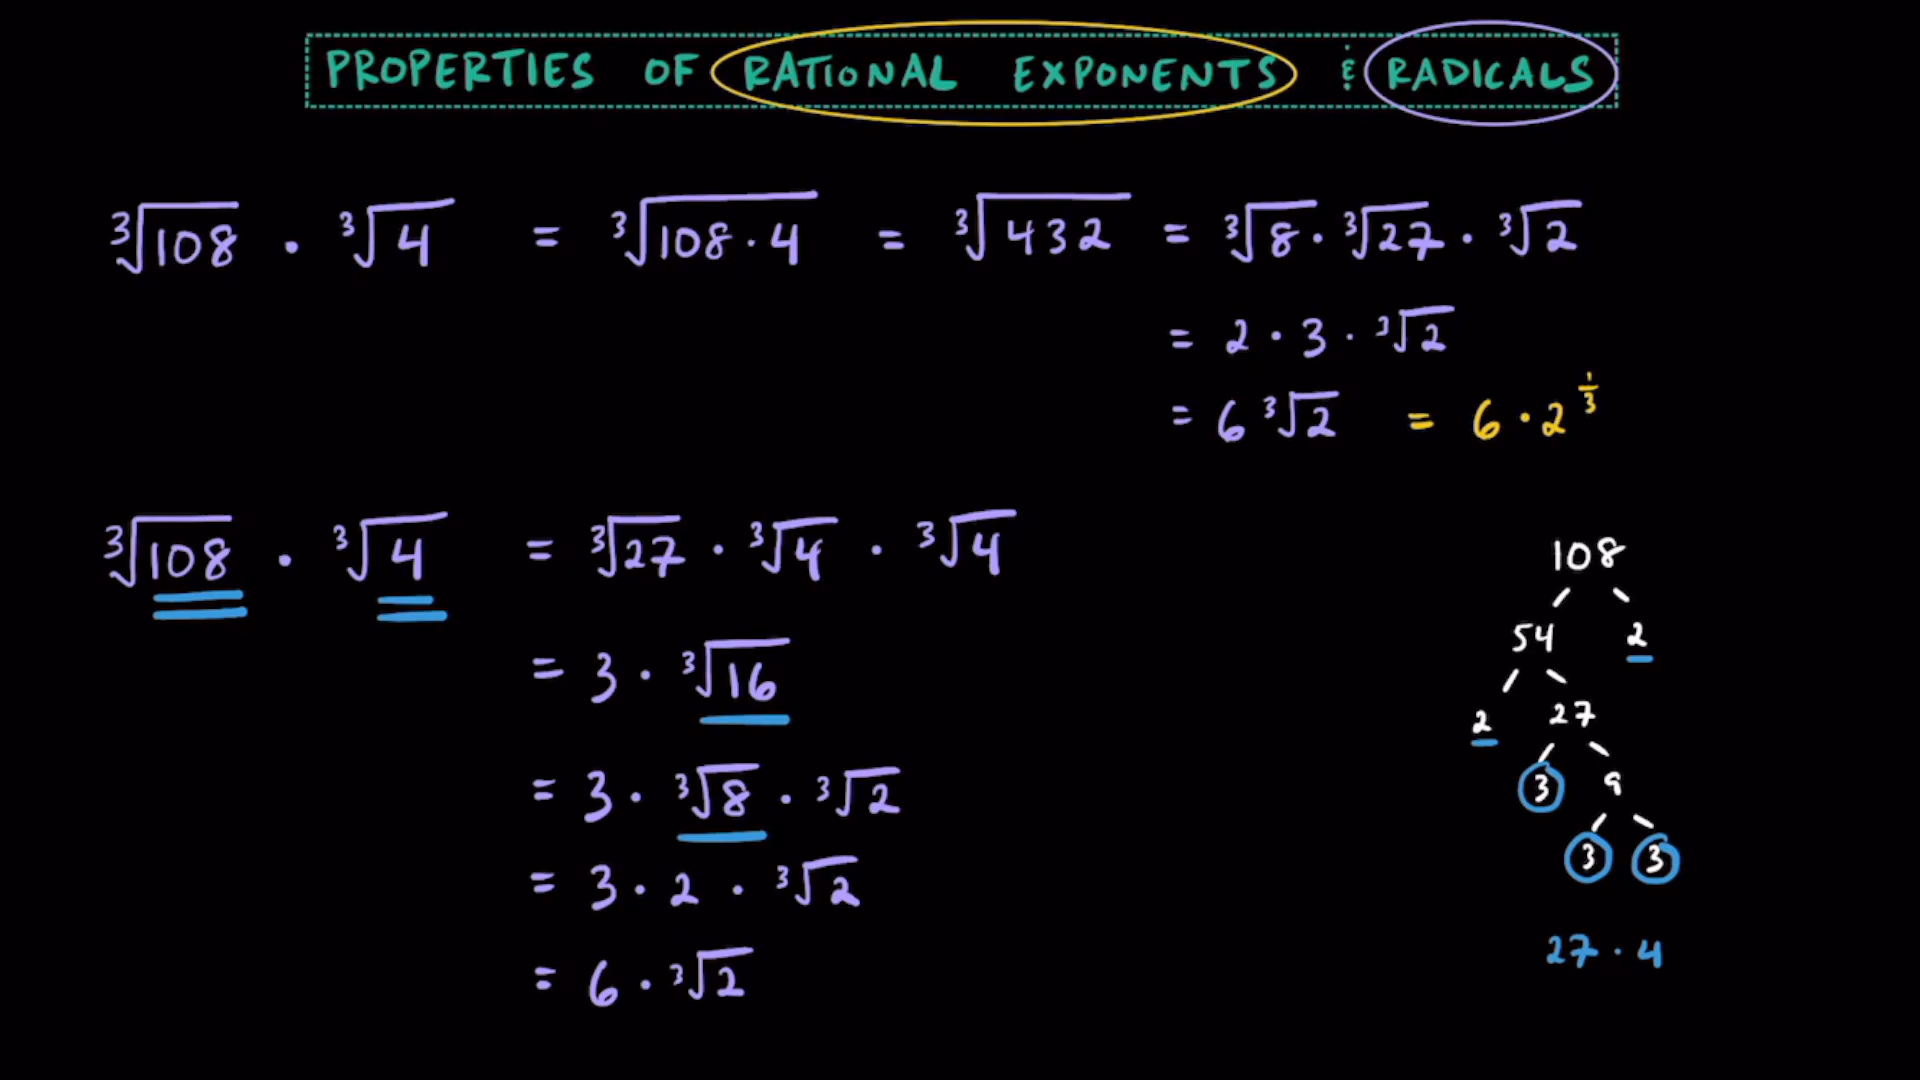 PROPERTIES OF RATIONAL EXPONENTS & RADICALS
∛108 · ∛4 = ∛108·4 = ∛432 = ∛8 · ∛27 · ∛2
= 2 · 3 · ∛2
= 6 ∛2 = 6 · 2^(1/3)
∛108 · ∛4 = ∛27 · ∛4 · ∛4
= 3 · ∛16
= 3 · ∛8 · ∛2
= 3 · 2 · ∛2
= 6 · ∛2
108
54 2
2 27
3 9
3 3
27 · 4